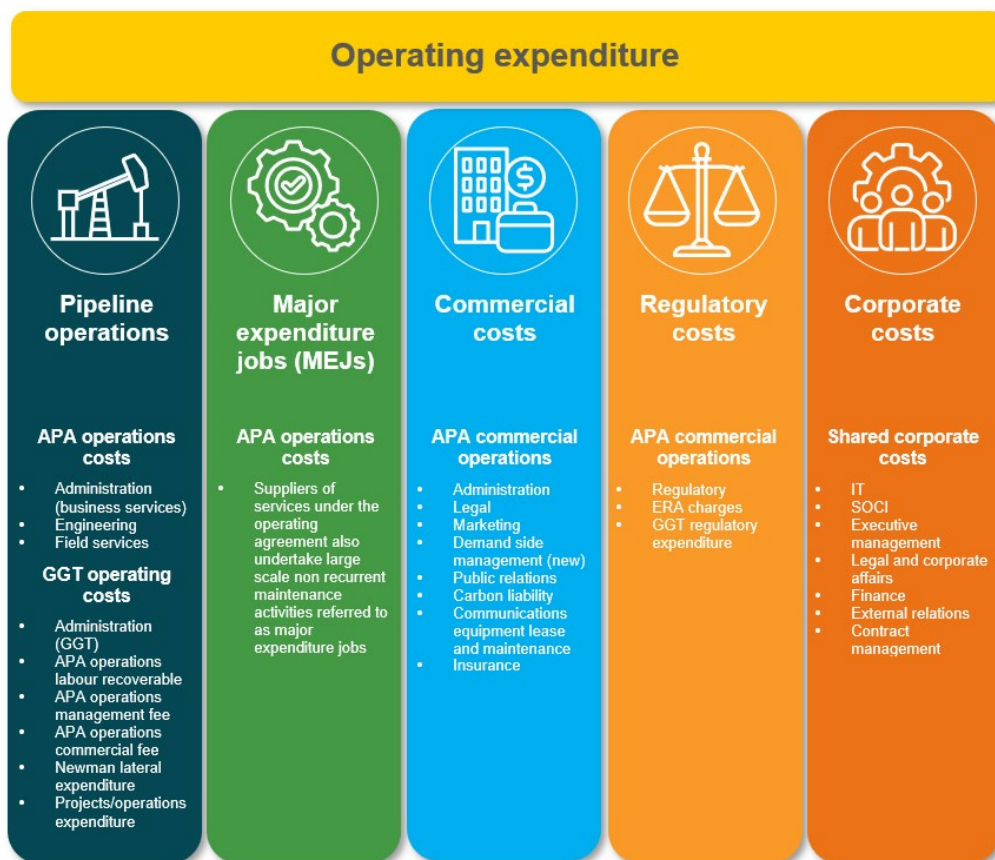 Operating expenditure
Pipeline
operations
APA operations
costs
• Administration
(business services)
• Engineering
• Field services
GGT operating
costs
• Administration
(GGT)
• APA operations
labour recoverable
• APA operations
management fee
• APA operations
commercial fee
• Newman lateral
expenditure
• Projects/operations
expenditure
Major
expenditure
jobs (MEJs)
APA operations
costs
• Suppliers of
services under the
operating
agreement also
undertake large
scale non recurrent
maintenance
activities referred to
as major
expenditure jobs
$
Commercial
costs
APA commercial
operations
• Administration
• Legal
• Marketing
• Demand side
management (new)
• Public relations
• Carbon liability
• Communications
equipment lease
and maintenance
• Insurance
Regulatory
costs
APA commercial
operations
• Regulatory
• ERA charges
• GGT regulatory
expenditure
Corporate
costs
Shared corporate
costs
• IT
• SOCI
• Executive
management
• Legal and corporate
affairs
• Finance
• External relations
• Contract
management